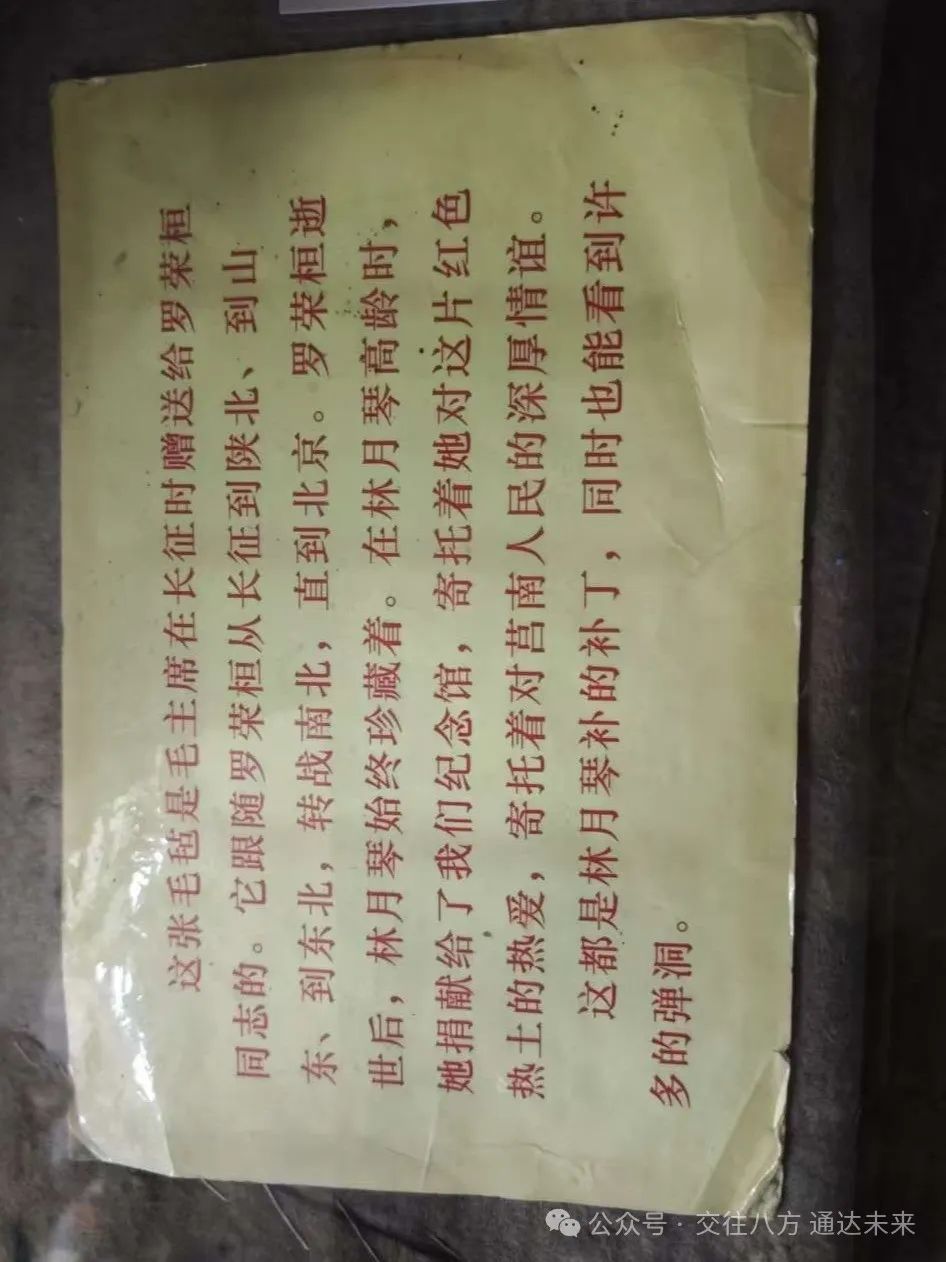 这张毛毡是毛主席在长征时赠送给罗荣桓
同志的。它跟随罗荣桓从长征到陕北、到山
东、到东北，转战南北，直到北京。罗荣桓逝
世后，林月琴始终珍藏着。在林月琴高龄时，
她捐献给了我们纪念馆，寄托着她对这片红色
热土的热爱，寄托着对莒南人民的深厚情谊。
这都是林月琴补的补丁，同时也能看到许
多的弹洞。
公众号·交往八方 通达未来